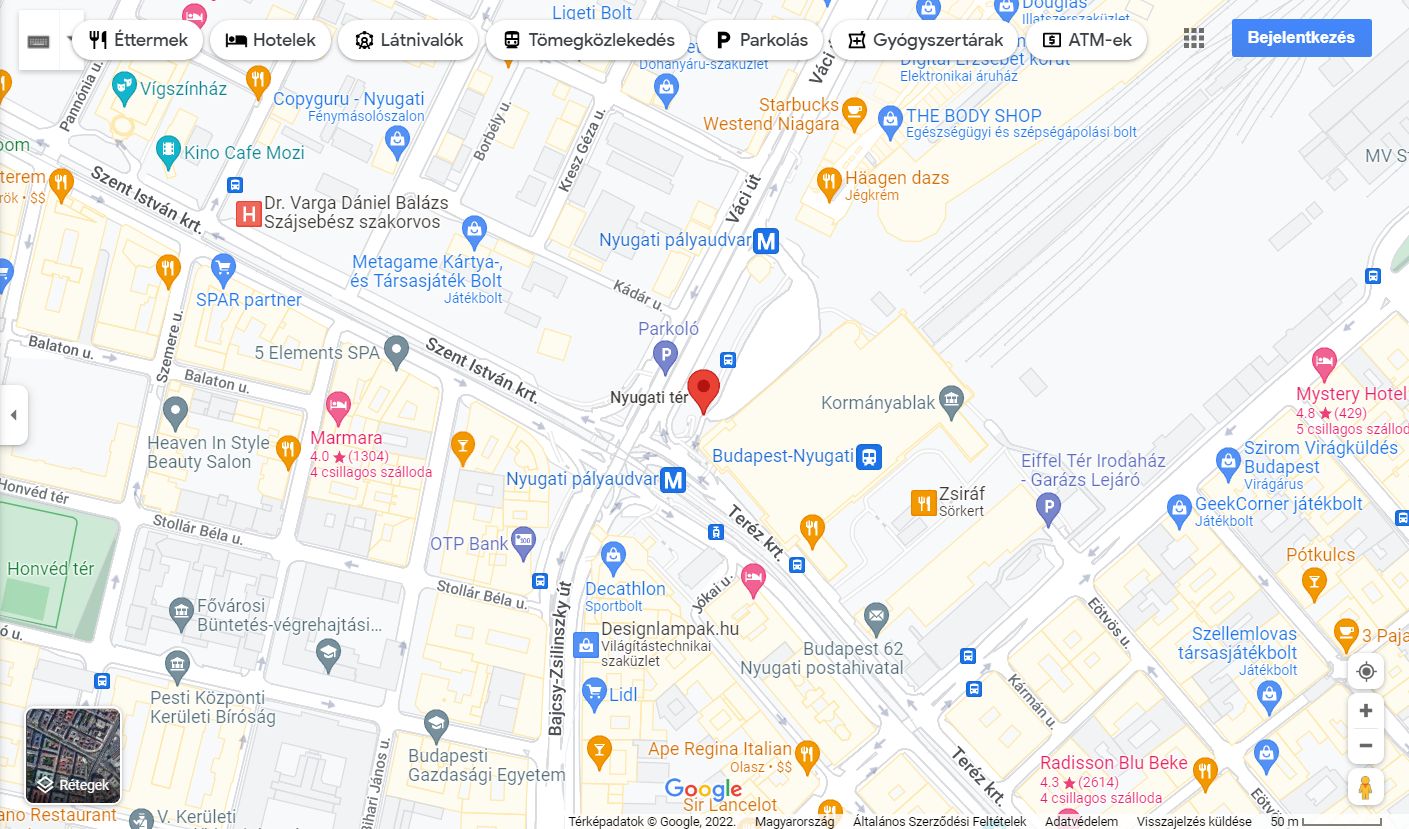 Ligeti Bolt
Douglas
Illatszerszaküzlet
Éttermek
Hotelek
Látnivalók
Tömegközlekedés
Parkolás
Gyógyszertárak
ATM-ek
Bejelentkezés
Dohányáru-szaküzlet
Digital Erzsébet körút
Elektronikai áruház
Váci
Pannónia u.
Vígszínház
Copyguru - Nyugati
Fénymásolószalon
Borbély u.
Kresz Géza u.
Starbucks
Westend Niagara
THE BODY SHOP
Egészségügyi és szépségápolási bolt
Kino Cafe Mozi
MV
Szent István krt.
Häagen dazs
Jégkrém
Dr. Varga Dániel Balázs
Szájsebész szakorvos
Váci út
Nyugati pályaudvar
M
Metagame Kártya-,
és Társasjáték Bolt
Játékbolt
Kádár u.
SPAR partner
Szemere u.
Balaton u.
Parkoló
5 Elements SPA
Szent István krt.
Balaton u.
Nyugati tér
Mystery Hotel
4.8 ★ (429)
5 csillagos szállod
Kormányablak
Marmara
4.0 ★ (1304)
4 csillagos szálloda
Heaven In Style
Beauty Salon
Budapest-Nyugati
Szirom Virágküldés
Budapest
Virágárus
Eiffel Tér Irodaház
- Garázs Lejáró
Nyugati pályaudvar
M
Honvéd tér
Zsiráf
Sörkert
GeekCorner játékbolt
Játékbolt
Stollár Béla u.
Teréz krt.
OTP Bank
Pótkulcs
Honvéd tér
Decathlon
Sportbolt
Stollár Béla u.
Jókai u.
Fővárosi
Büntetés-végrehajtási...
Eötvös u.
Bajcsy-Zsilinszky út
Designlampak.hu
Világítástechnikai
szaküzlet
Budapest 62
Nyugati postahivatal
Szellemlovas
társasjátékbolt
Játékbolt
3 Paja
Pesti Központi
Kerületi Bíróság
Lidl
Kármán u.
Budapesti
Gazdasági Egyetem
Bihari János u.
Ape Regina Italian
Olasz • $$
Teréz krt.
Radisson Blu Beke
4.3 ★ (2614)
4 csillagos szálloda
Eötvös u.
Rétegek
Google
Sir Lancelot
ano Restaurant
V. Kerületi
Térképadatok © Google, 2022.
Magyarország
Általános Szerződési Feltételek
Adatvédelem
Visszajelzés küldése
50 m